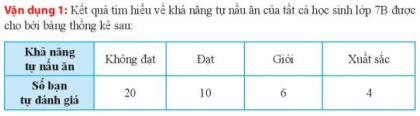 Vận dụng 1: Kết quả tìm hiểu về khả năng tự nấu ăn của tất cả học sinh lớp 7B được
cho bởi bảng thống kê sau:
Khả năng
tự nấu ăn
Không đạt
Đạt
Giỏi
Xuất sắc
Số bạn
tự đánh giá
20
10
6
4